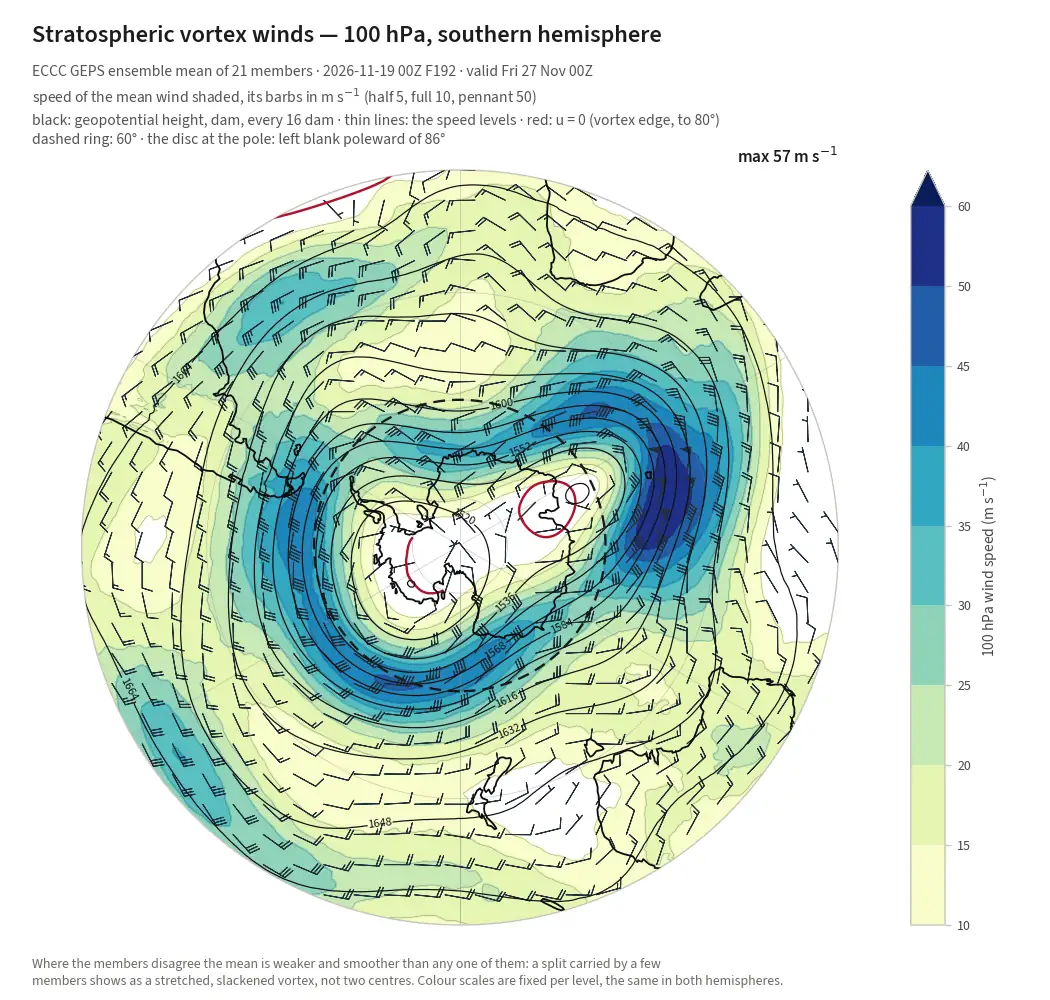 Stratospheric vortex winds — 100 hPa, southern hemisphere
ECCC GEPS ensemble mean of 21 members · 2026-11-19 00Z F192 · valid Fri 27 Nov 00Z
speed of the mean wind shaded, its barbs in m s⁻¹ (half 5, full 10, pennant 50)
black: geopotential height, dam, every 16 dam · thin lines: the speed levels · red: u = 0 (vortex edge, to 80°)
dashed ring: 60° · the disc at the pole: left blank poleward of 86°
max 57 m s⁻¹
60
50
45
40
35
30
25
20
15
10
100 hPa wind speed (m s⁻¹)
1600
1552
1536
1584
1568
1616
1632
1664
1648
Where the members disagree the mean is weaker and smoother than any one of them: a split carried by a few
members shows as a stretched, slackened vortex, not two centres. Colour scales are fixed per level, the same in both hemispheres.